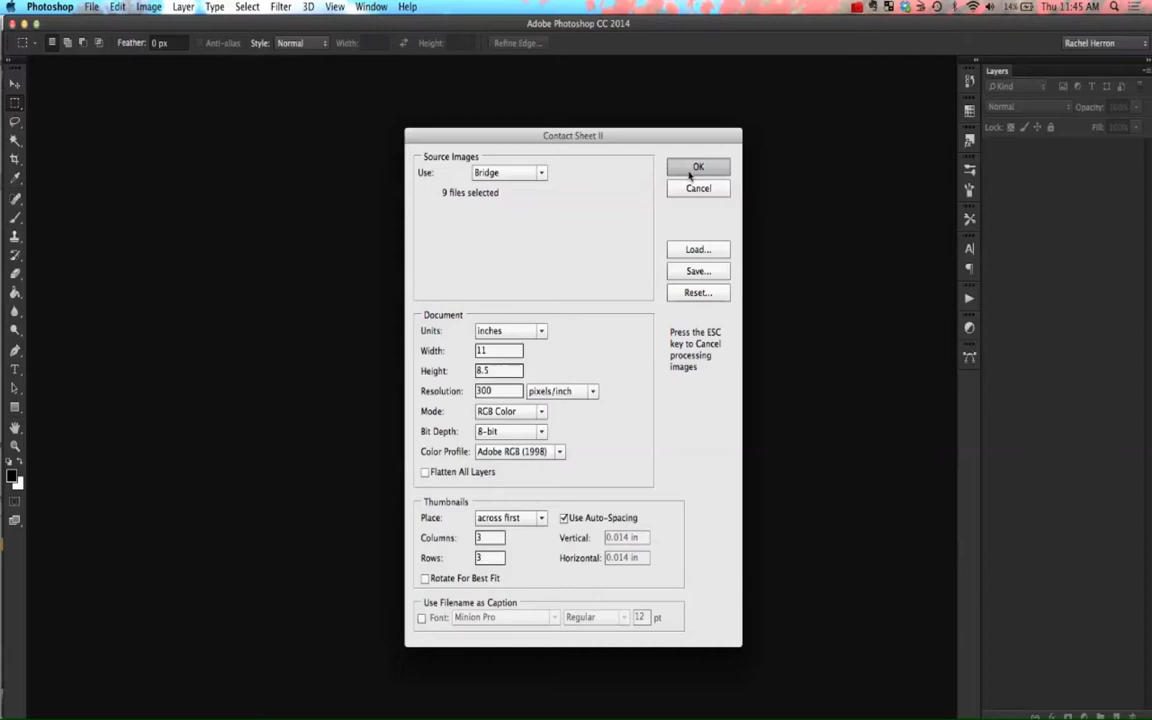 Photoshop File Edit Image Layer Type Select Filter 3D View Window Help 14% Thu 11:45 AM
Adobe Photoshop CC 2014
Feather: 0 px Anti-alias Style: Normal Width: Height: Refine Edge... Rachel Herron
Layers
Kind
Normal Opacity: 100%
Lock: Fill: 100%
Contact Sheet II
Source Images
Use: Bridge
9 files selected
OK
Cancel
Load...
Save...
Reset...
Press the ESC
key to Cancel
processing
images
Document
Units: inches
Width: 11
Height: 8.5
Resolution: 300 pixels/inch
Mode: RGB Color
Bit Depth: 8-bit
Color Profile: Adobe RGB (1998)
Flatten All Layers
Thumbnails
Place: across first Use Auto-Spacing
Columns: 3 Vertical: 0.014 in
Rows: 3 Horizontal: 0.014 in
Rotate For Best Fit
Use Filename as Caption
Font: Minion Pro Regular 12 pt